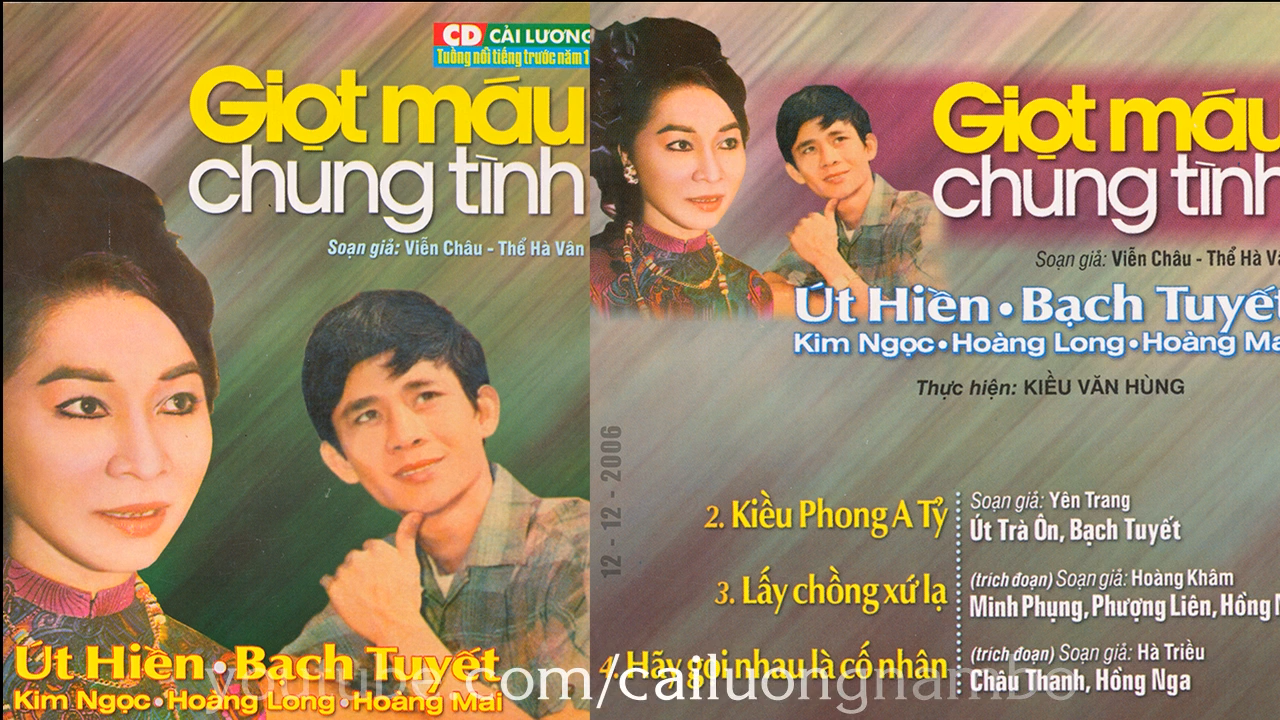 CD CẢI LƯƠNG
Tuồng nổi tiếng trước năm 1
Giọt máu
chung tình
Soạn giả: Viễn Châu - Thể Hà Vân
Út Hiền • Bạch Tuyết
Kim Ngọc • Hoàng Long • Hoàng Mai
Giọt máu
chung tình
Soạn giả: Viễn Châu - Thể Hà Vâ
Út Hiền • Bạch Tuyết
Kim Ngọc • Hoàng Long • Hoàng Ma
Thực hiện: KIỀU VĂN HÙNG
12 - 12 - 2006
2. Kiều Phong A Tỷ
Soạn giả: Yên Trang
Út Trà Ôn, Bạch Tuyết
3. Lấy chồng xứ lạ
(trích đoạn) Soạn giả: Hoàng Khâm
Minh Phụng, Phượng Liên, Hồng N
4. Hãy gọi nhau là cố nhân
(trích đoạn) Soạn giả: Hà Triều
Chậu Thanh, Hồng Nga
youtube.com/cailuongnambo